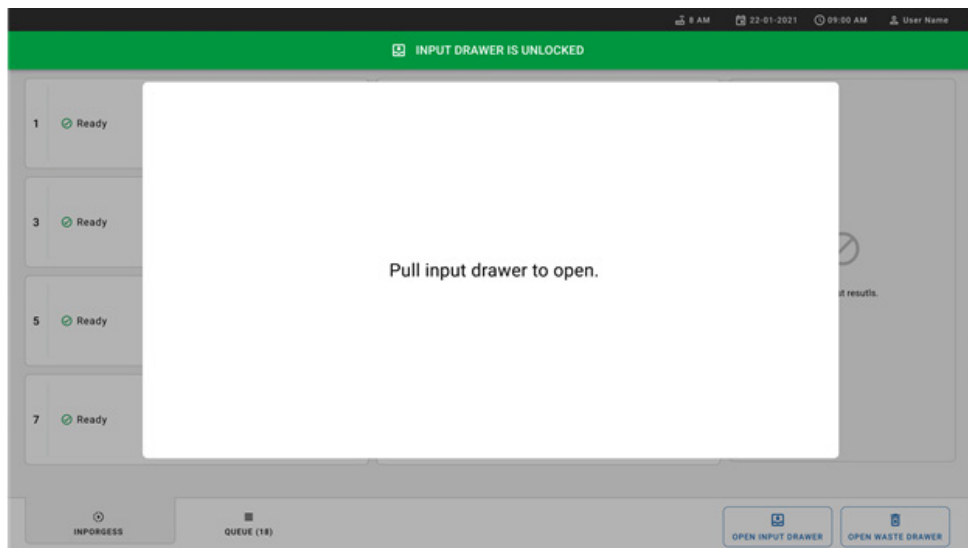 8 AM 22-01-2021 09:00 AM User Name
INPUT DRAWER IS UNLOCKED
1 Ready
3 Ready
Pull input drawer to open.
t resutls.
5 Ready
7 Ready
INPORGESS QUEUE (18) OPEN INPUT DRAWER OPEN WASTE DRAWER